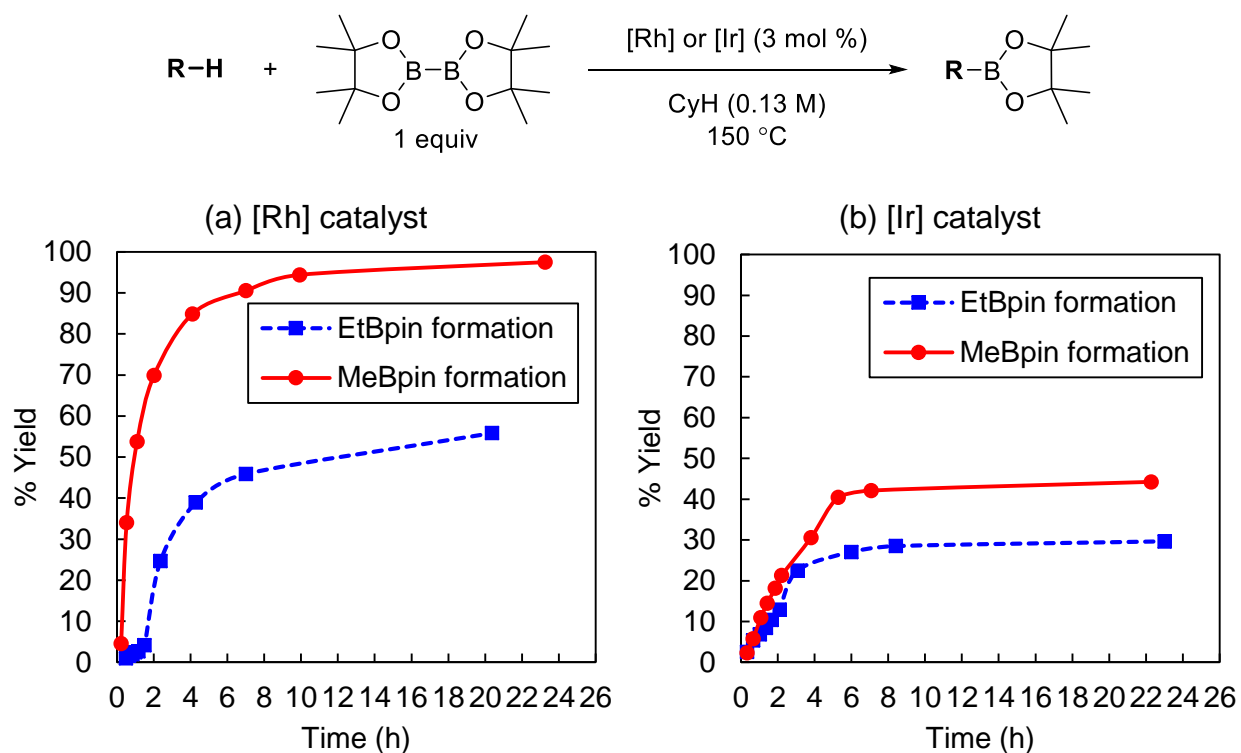 R–H + O O B–B O O [Rh] or [Ir] (3 mol %) R–B O O
CyH (0.13 M)
150 °C
1 equiv
(a) [Rh] catalyst
100
90
80
70
60
50
40
30
20
10
0
% Yield
EtBpin formation
MeBpin formation
0 2 4 6 8 10 12 14 16 18 20 22 24 26
Time (h)
(b) [Ir] catalyst
100
90
80
70
60
50
40
30
20
10
0
% Yield
EtBpin formation
MeBpin formation
0 2 4 6 8 10 12 14 16 18 20 22 24 26
Time (h)